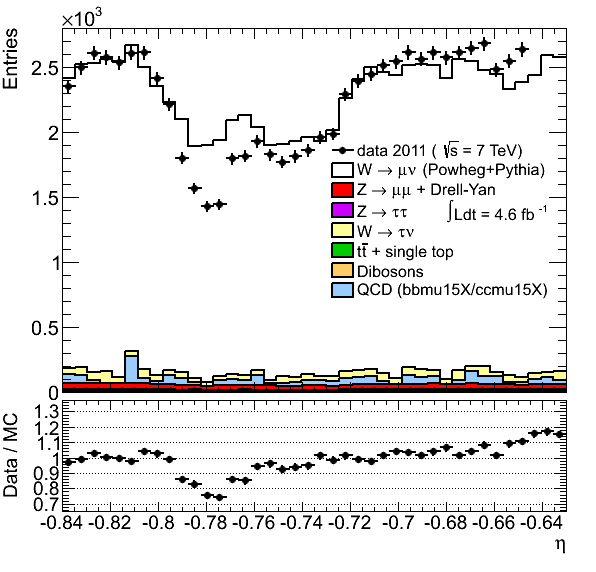 ×10³
Entries
2.5
2
1.5
1
0.5
0
data 2011 ( √s = 7 TeV)
W → μν (Powheg+Pythia)
Z → μμ + Drell-Yan
Z → ττ
∫Ldt = 4.6 fb⁻¹
W → τν
tt̄ + single top
Dibosons
QCD (bbmu15X/ccmu15X)
Data / MC
1.3
1.2
1.1
1.0
0.9
0.8
0.7
-0.84 -0.82 -0.8 -0.78 -0.76 -0.74 -0.72 -0.7 -0.68 -0.66 -0.64
η